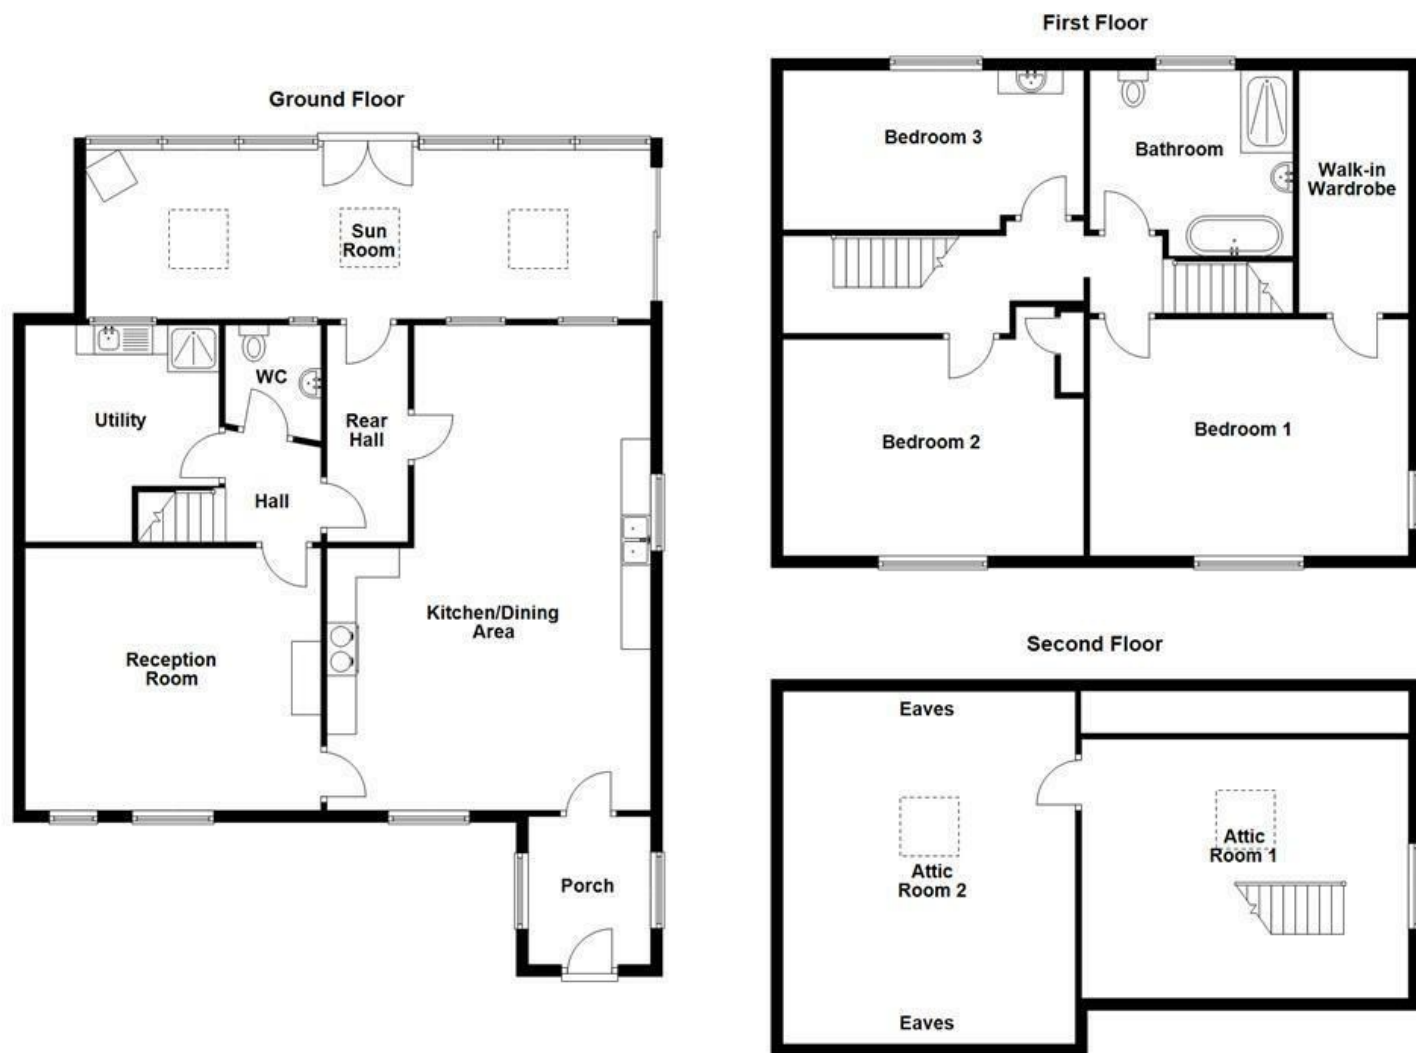 Ground Floor
Sun
Room
WC
Utility
Rear
Hall
Hall
Kitchen/Dining
Area
Reception
Room
Porch
First Floor
Bedroom 3
Bathroom
Walk-in
Wardrobe
Bedroom 2
Bedroom 1
Second Floor
Eaves
Attic
Room 1
Attic
Room 2
Eaves